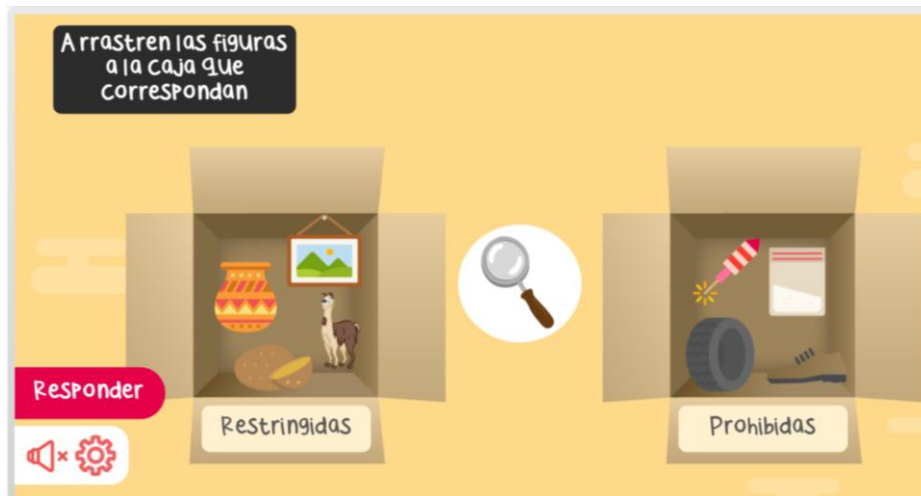 Arrastren las figuras
a la caja que
correspondan
Responder
Restringidas
Prohibidas